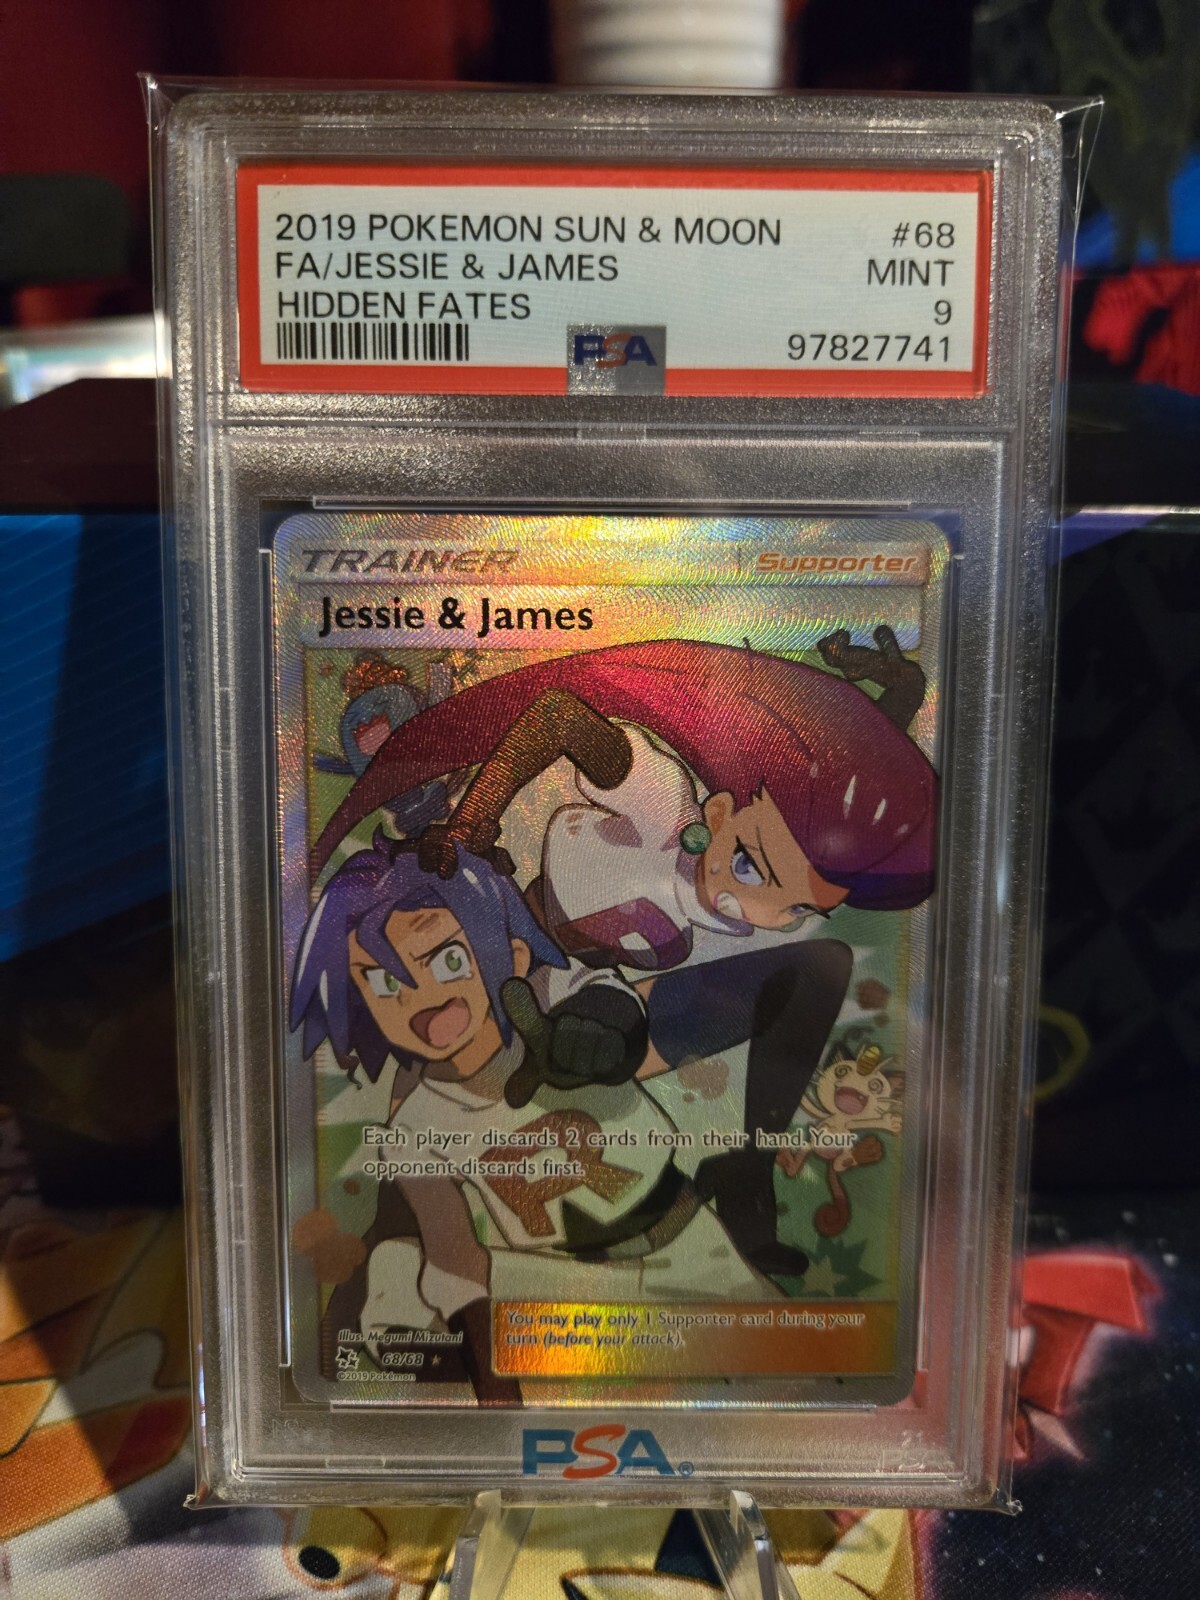 2019 POKEMON SUN & MOON #68
FA/JESSIE & JAMES MINT
HIDDEN FATES 9
PSA 97827741
TRAINER Supporter
Jessie & James
Each player discards 2 cards from their hand. Your
opponent discards first.
You may play only 1 Supporter card during your
turn (before your attack).
Illus. Megumi Mizutani
68/68
©2019 Pokémon
PSA®